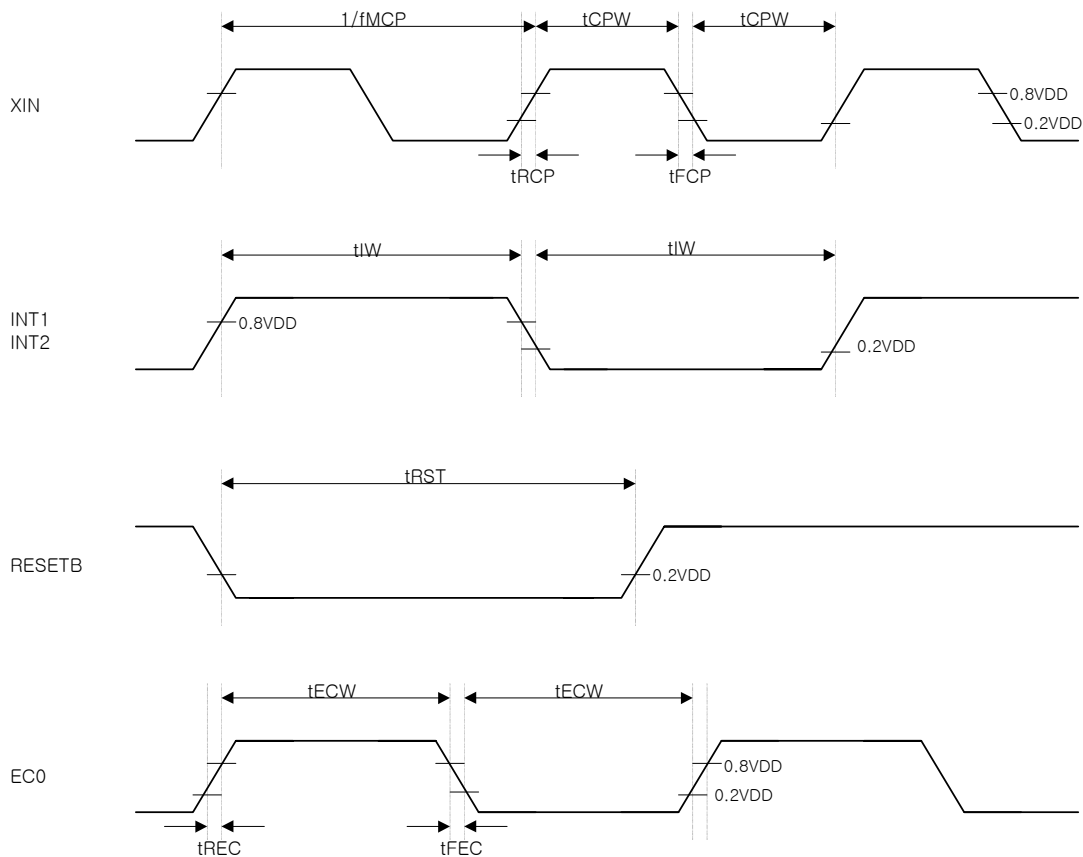 1/fMCP tCPW tCPW
XIN
0.8VDD
0.2VDD
tRCP tFCP
tIW tIW
INT1
INT2
0.8VDD
0.2VDD
tRST
RESETB
0.2VDD
tECW tECW
EC0
0.8VDD
0.2VDD
tREC tFEC